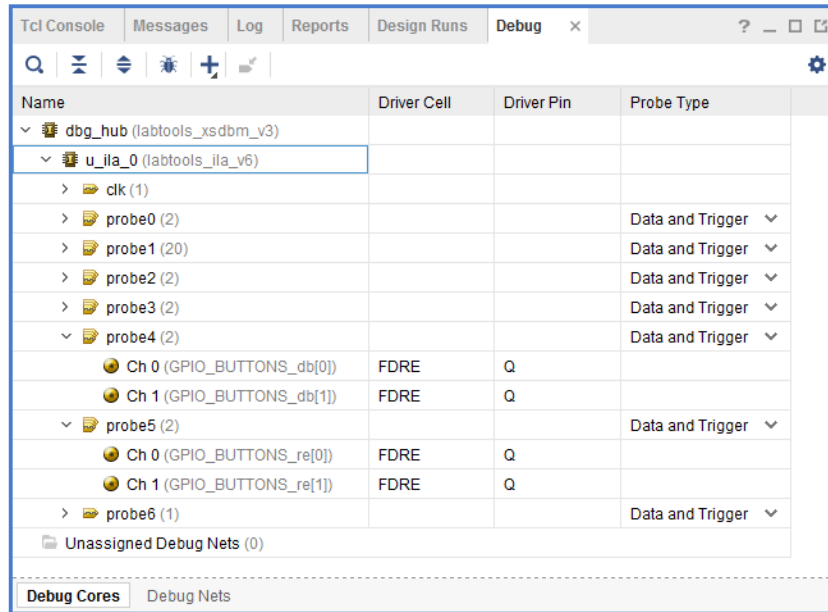 Tcl Console Messages Log Reports Design Runs Debug × ? _
Name Driver Cell Driver Pin Probe Type
dbg_hub (labtools_xsdbm_v3)
u_ila_0 (labtools_ila_v6)
clk (1)
probe0 (2) Data and Trigger
probe1 (20) Data and Trigger
probe2 (2) Data and Trigger
probe3 (2) Data and Trigger
probe4 (2) Data and Trigger
Ch 0 (GPIO_BUTTONS_db[0]) FDRE Q
Ch 1 (GPIO_BUTTONS_db[1]) FDRE Q
probe5 (2) Data and Trigger
Ch 0 (GPIO_BUTTONS_re[0]) FDRE Q
Ch 1 (GPIO_BUTTONS_re[1]) FDRE Q
probe6 (1) Data and Trigger
Unassigned Debug Nets (0)
Debug Cores Debug Nets